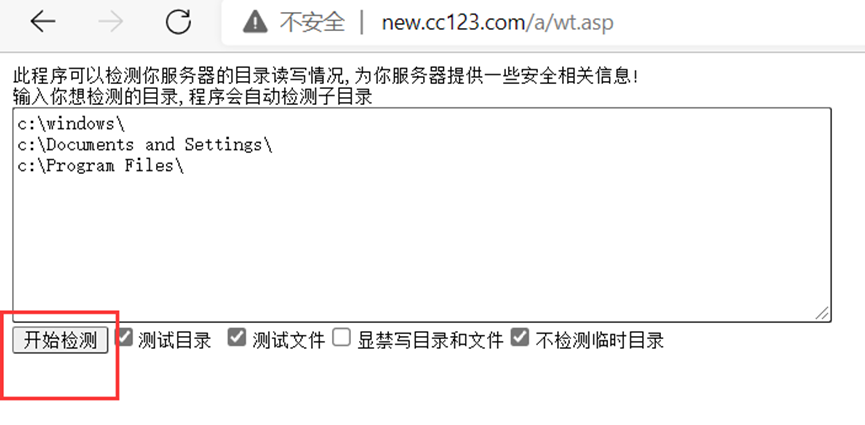 不安全 | new.cc123.com/a/wt.asp
此程序可以检测你服务器的目录读写情况,为你服务器提供一些安全相关信息!
输入你想检测的目录,程序会自动检测子目录
c:\windows\
c:\Documents and Settings\
c:\Program Files\
开始检测 测试目录 测试文件 显禁写目录和文件 不检测临时目录